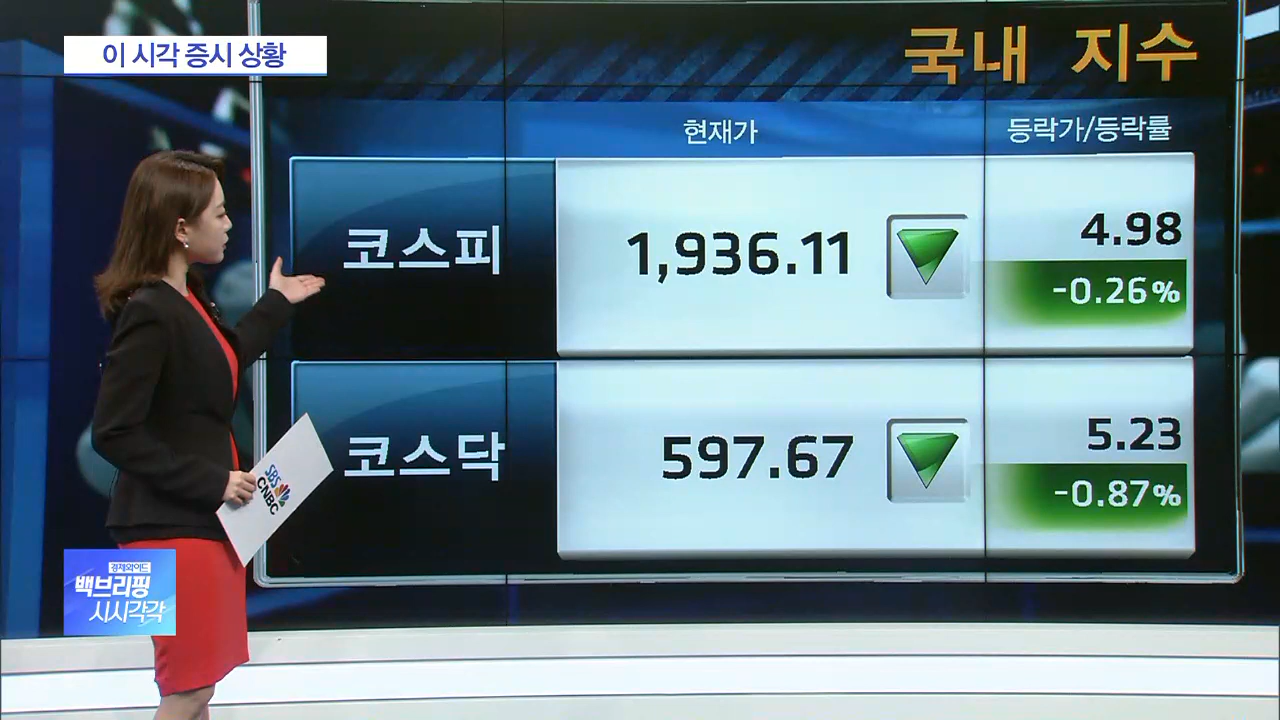 이 시각 증시 상황
국내 지수
현재가 등락가/등락률
코스피 1,936.11 4.98
-0.26%
코스닥 597.67 5.23
-0.87%
SBS
CNBC
경제와이드
백브리핑
시시각각